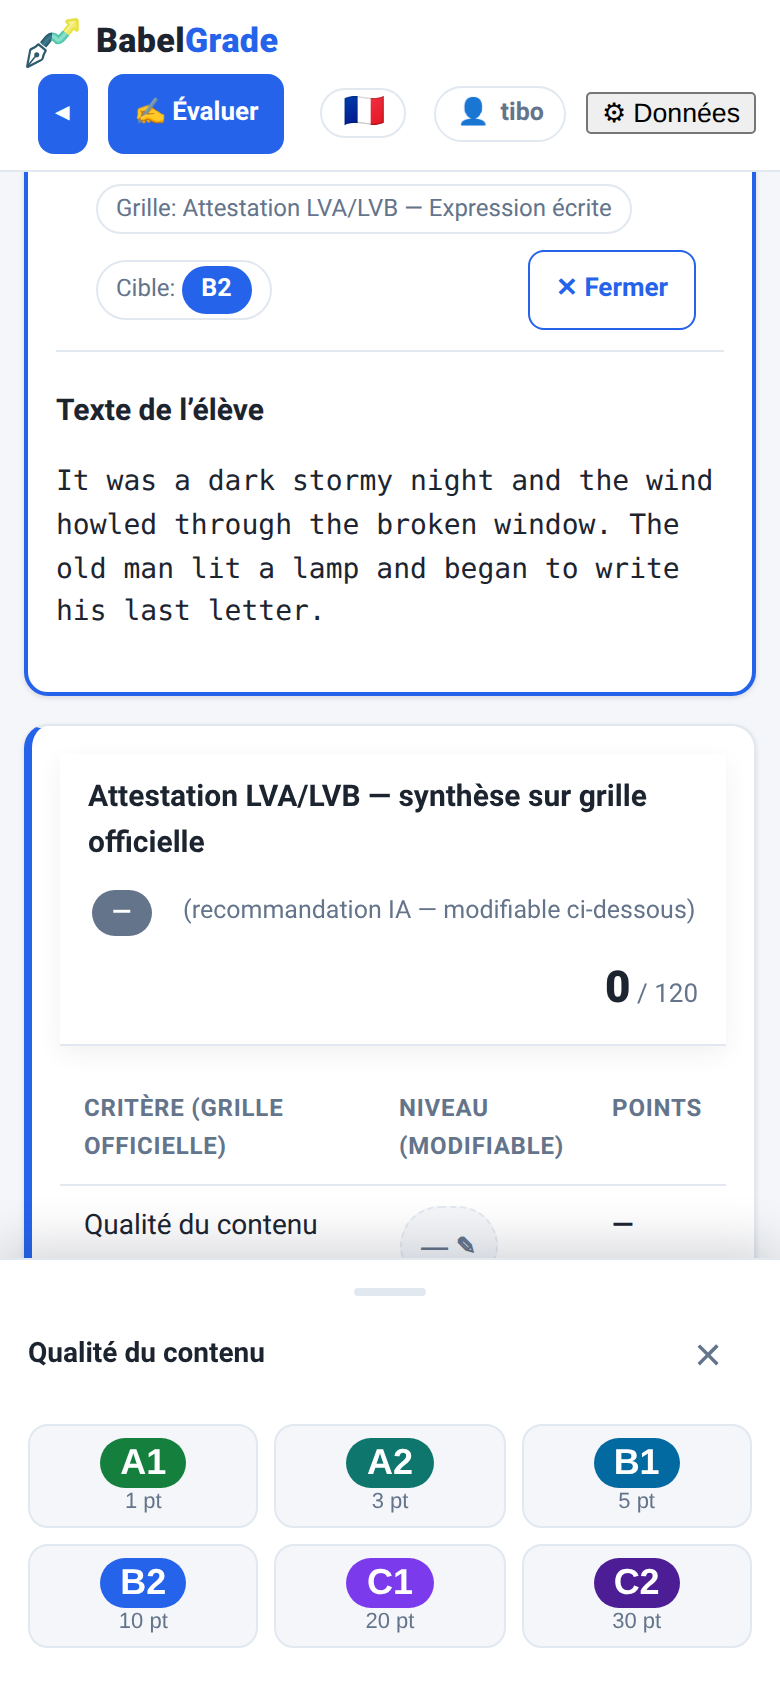 BabelGrade
◄
✍️ Évaluer
👤 tibo
⚙ Données
Grille: Attestation LVA/LVB — Expression écrite
Cible: B2
✕ Fermer
Texte de l’élève
It was a dark stormy night and the wind
howled through the broken window. The
old man lit a lamp and began to write
his last letter.
Attestation LVA/LVB — synthèse sur grille
officielle
—
(recommandation IA — modifiable ci-dessous)
0 / 120
CRITÈRE (GRILLE
OFFICIELLE)
NIVEAU
(MODIFIABLE)
POINTS
Qualité du contenu
— ✎
—
Qualité du contenu
✕
A1
1 pt
A2
3 pt
B1
5 pt
B2
10 pt
C1
20 pt
C2
30 pt